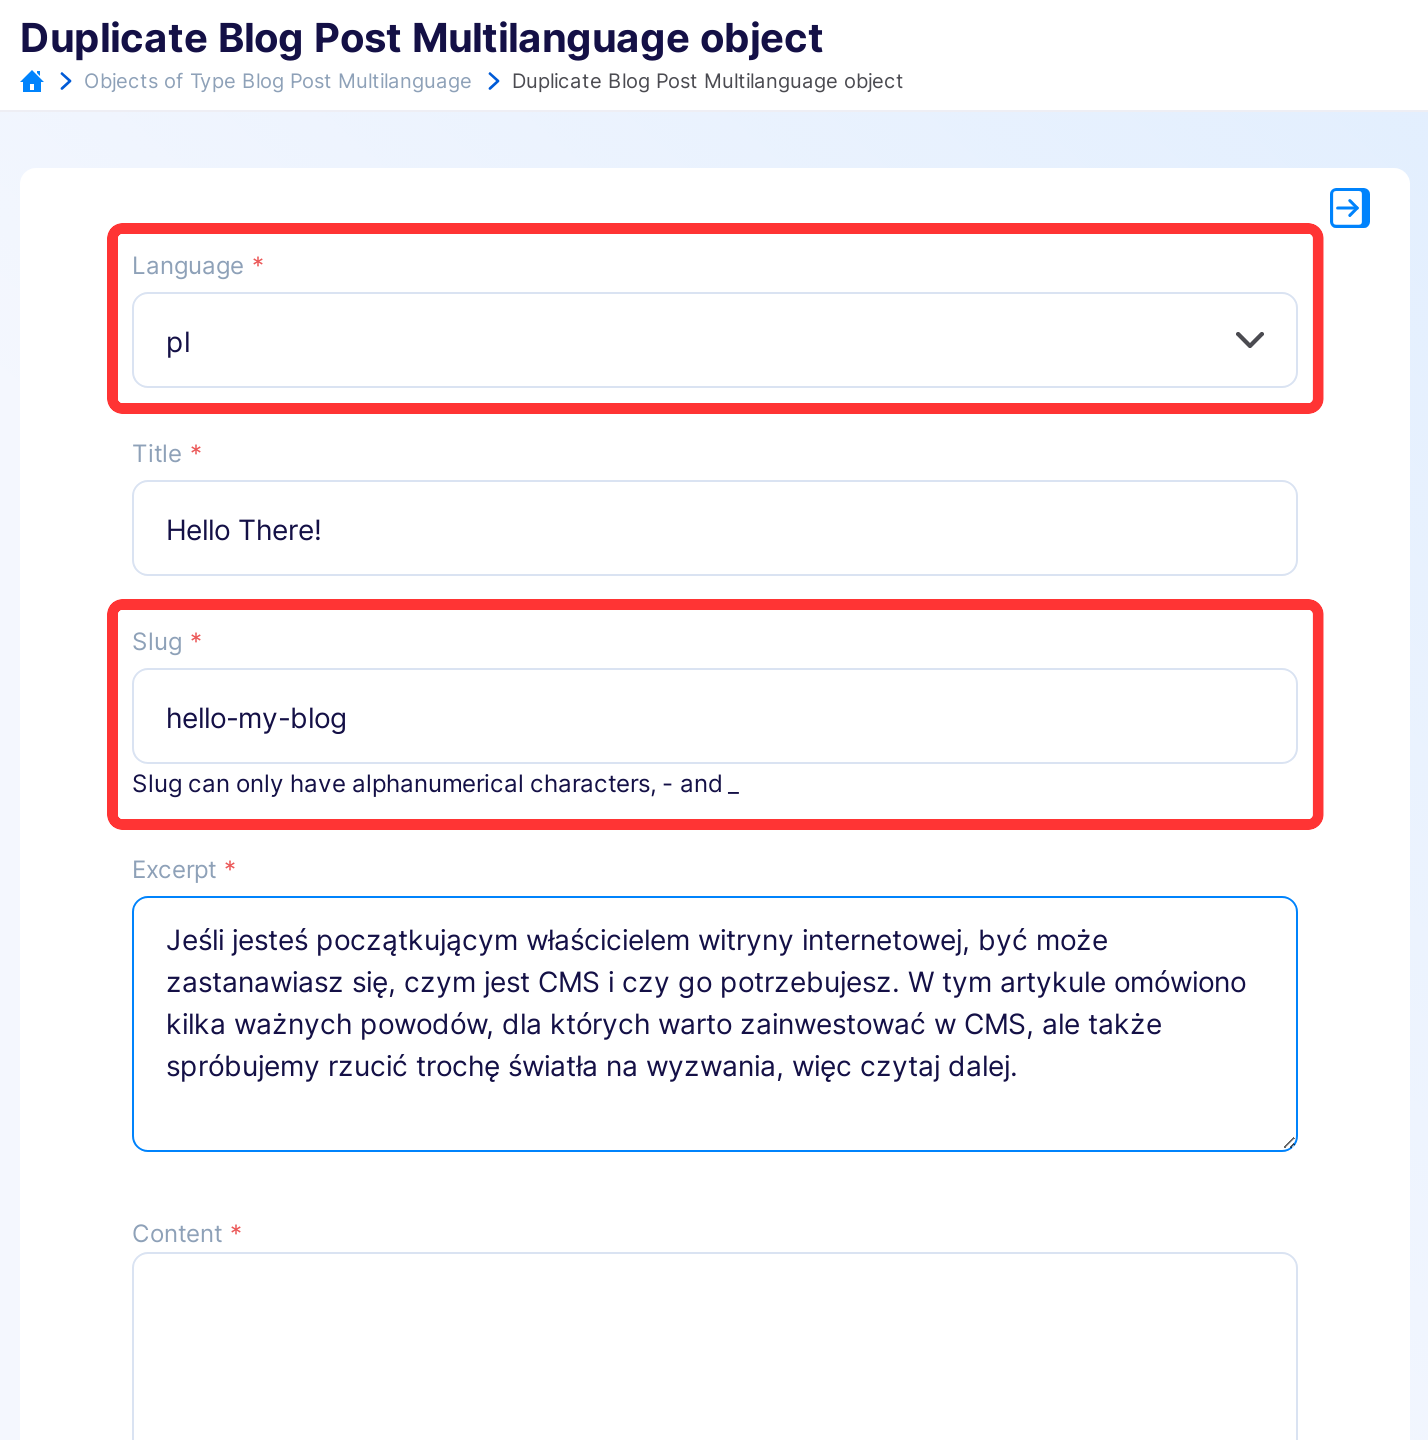 Duplicate Blog Post Multilanguage object
Objects of Type Blog Post Multilanguage Duplicate Blog Post Multilanguage object
Language *
pl
Title *
Hello There!
Slug *
hello-my-blog
Slug can only have alphanumerical characters, - and _
Excerpt *
Jeśli jesteś początkującym właścicielem witryny internetowej, być może
zastanawiasz się, czym jest CMS i czy go potrzebujesz. W tym artykule omówiono
kilka ważnych powodów, dla których warto zainwestować w CMS, ale także
spróbujemy rzucić trochę światła na wyzwania, więc czytaj dalej.
Content *